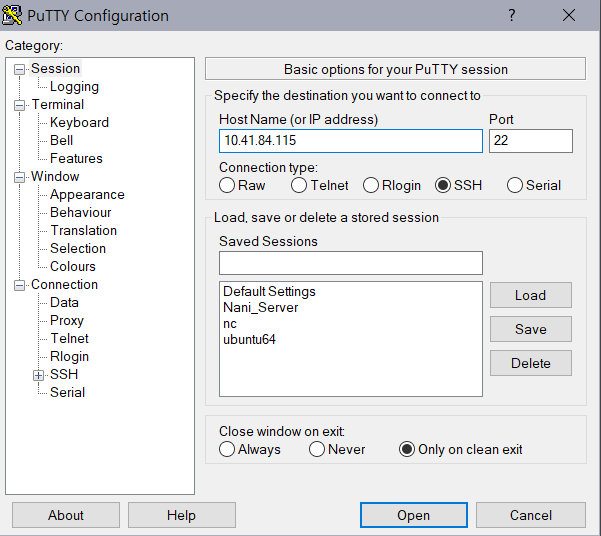 PuTTY Configuration ? ×
Category:
Session
Logging
Terminal
Keyboard
Bell
Features
Window
Appearance
Behaviour
Translation
Selection
Colours
Connection
Data
Proxy
Telnet
Rlogin
SSH
Serial
Basic options for your PuTTY session
Specify the destination you want to connect to
Host Name (or IP address) Port
10.41.84.115 22
Connection type:
Raw Telnet Rlogin SSH Serial
Load, save or delete a stored session
Saved Sessions
Default Settings
Nani_Server
nc
ubuntu64
Load
Save
Delete
Close window on exit:
Always Never Only on clean exit
About Help Open Cancel